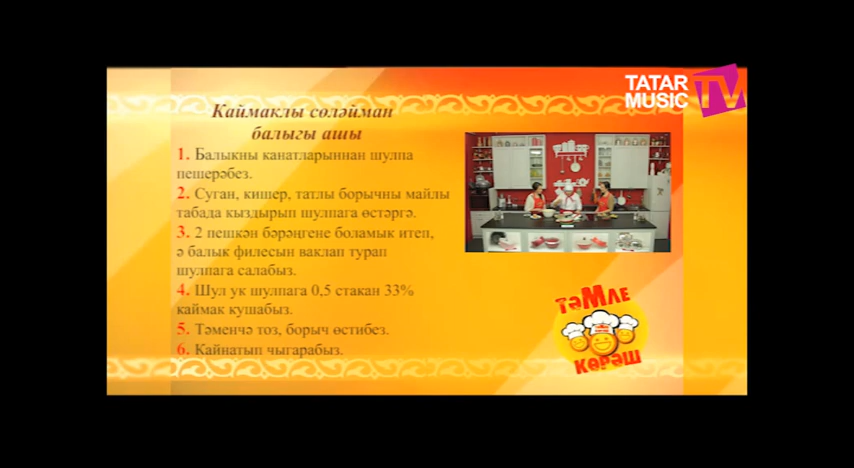 Каймаклы сөләйман
балыгы ашы
1. Балыкны канатларыннан шулпа
пешерәбез.
2. Суган, кишер, татлы борычны майлы
табада кыздырып шулпага өстәргә.
3. 2 пешкән бәрәңгене боламык итеп,
ә балык филесын ваклап турап
шулпага салабыз.
4. Шул ук шулпага 0,5 стакан 33%
каймак кушабыз.
5. Тәменчә тоз, борыч өстибез.
6. Кайнатып чыгарабыз.
TATAR
MUSIC
TV
ТӘМЛЕ
КӨРӘШ